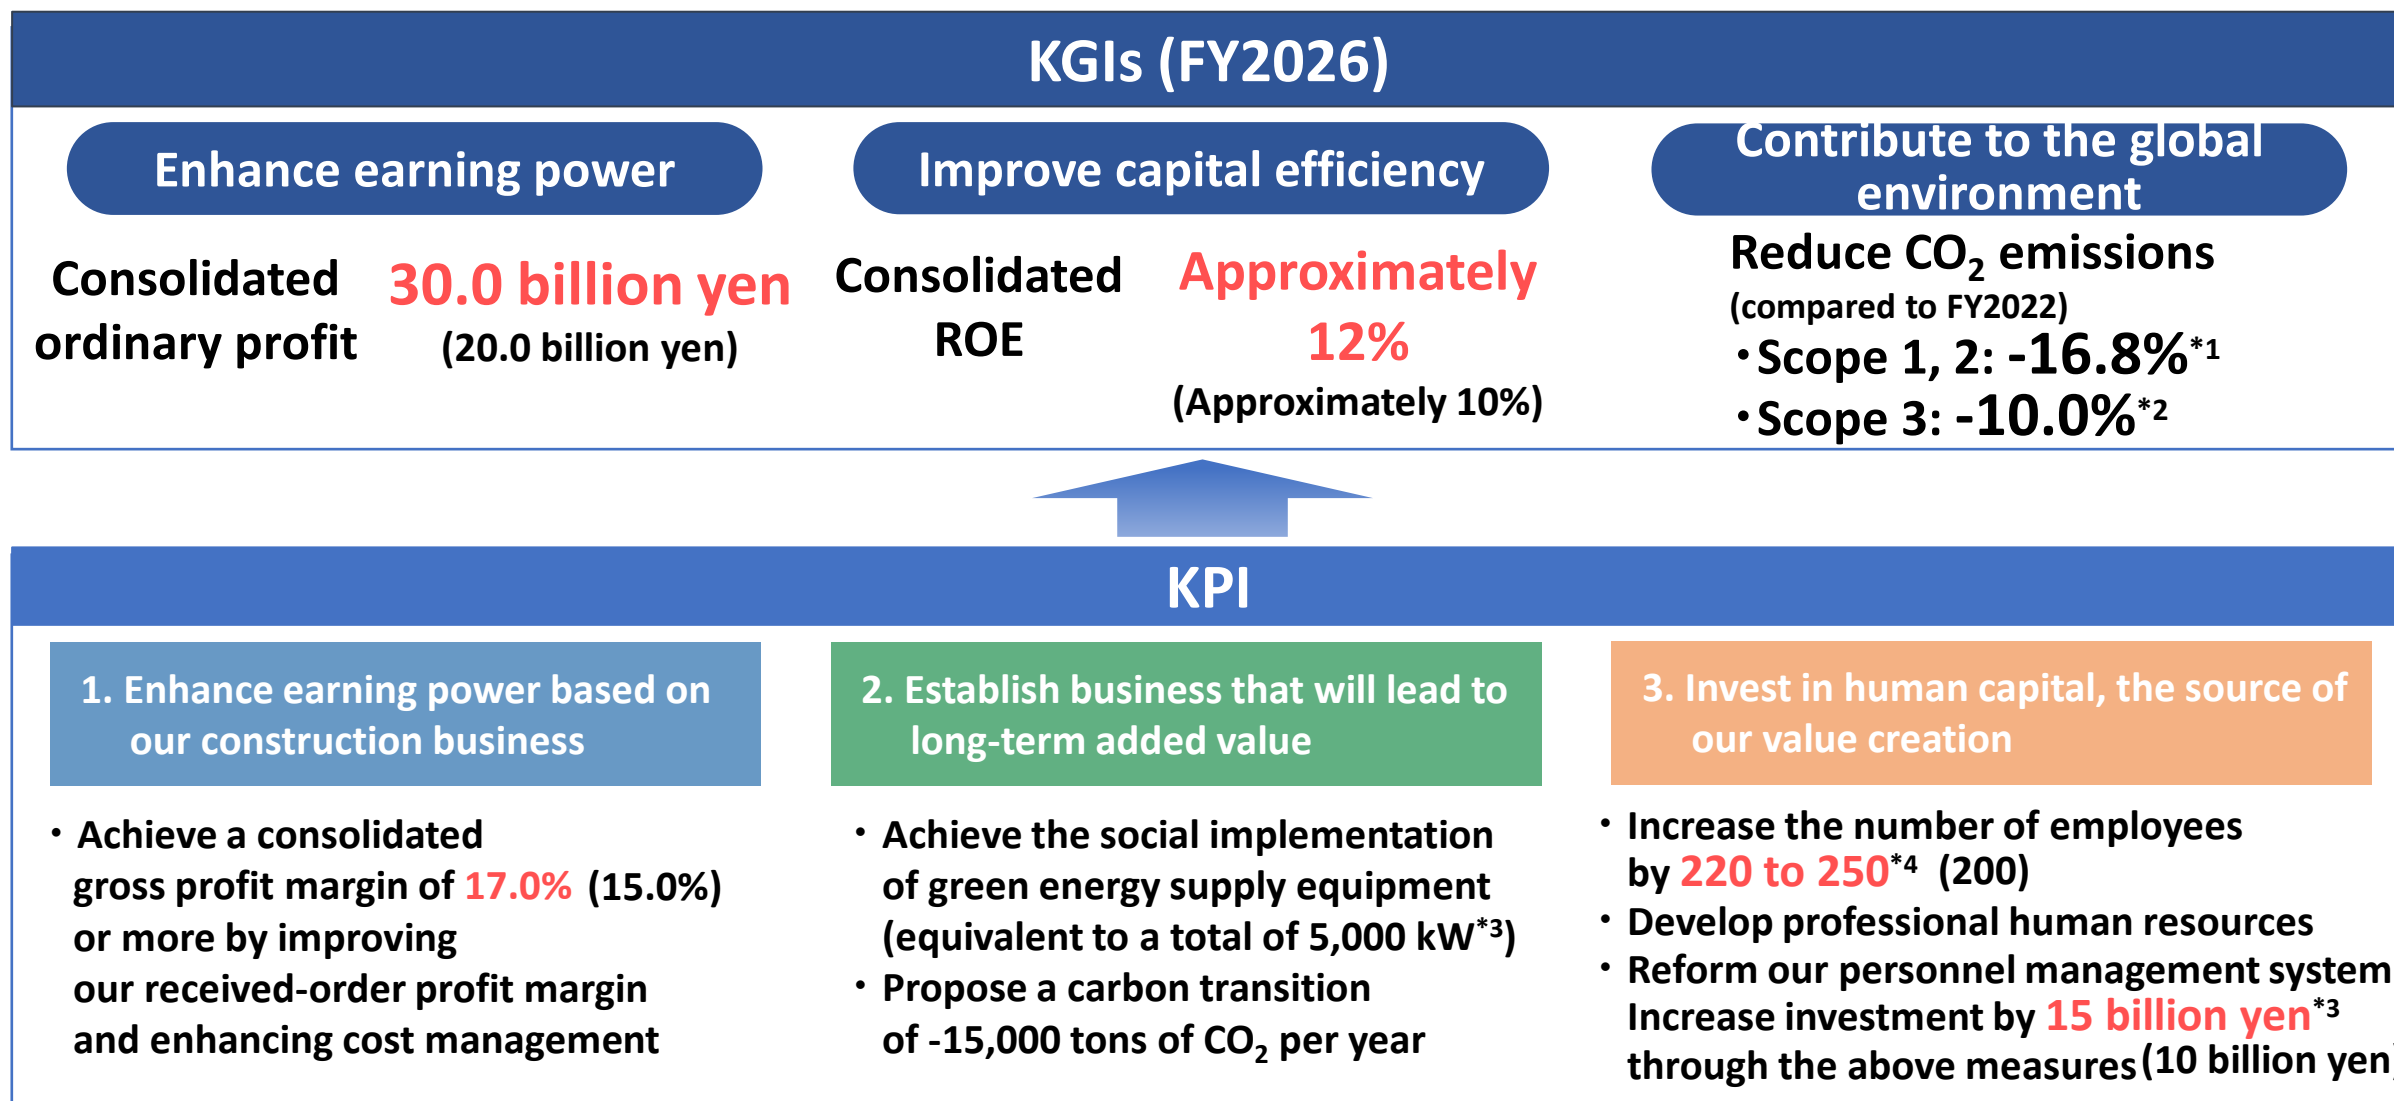 KGIs (FY2026)
Enhance earning power
Consolidated
ordinary profit
30.0 billion yen
(20.0 billion yen)
Improve capital efficiency
Consolidated
ROE
Approximately
12%
(Approximately 10%)
Contribute to the global
environment
Reduce CO₂ emissions
(compared to FY2022)
・Scope 1, 2: -16.8%*1
・Scope 3: -10.0%*2
KPI
1. Enhance earning power based on
our construction business
・ Achieve a consolidated
gross profit margin of 17.0% (15.0%)
or more by improving
our received-order profit margin
and enhancing cost management
2. Establish business that will lead to
long-term added value
・ Achieve the social implementation
of green energy supply equipment
(equivalent to a total of 5,000 kW*3)
・ Propose a carbon transition
of -15,000 tons of CO₂ per year
3. Invest in human capital, the source of
our value creation
・ Increase the number of employees
by 220 to 250*4 (200)
・ Develop professional human resources
・ Reform our personnel management system
Increase investment by 15 billion yen*3
through the above measures (10 billion yen)